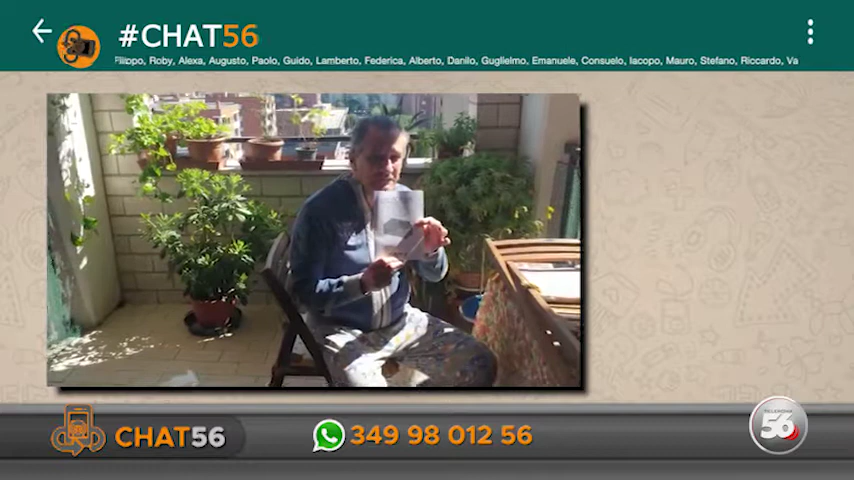 #CHAT56
Filippo, Roby, Alexa, Augusto, Paolo, Guido, Lamberto, Federica, Alberto, Danilo, Guglielmo, Emanuele, Consuelo, Iacopo, Mauro, Stefano, Riccardo, Va
CHAT56
349 98 012 56
TELEROMA
56